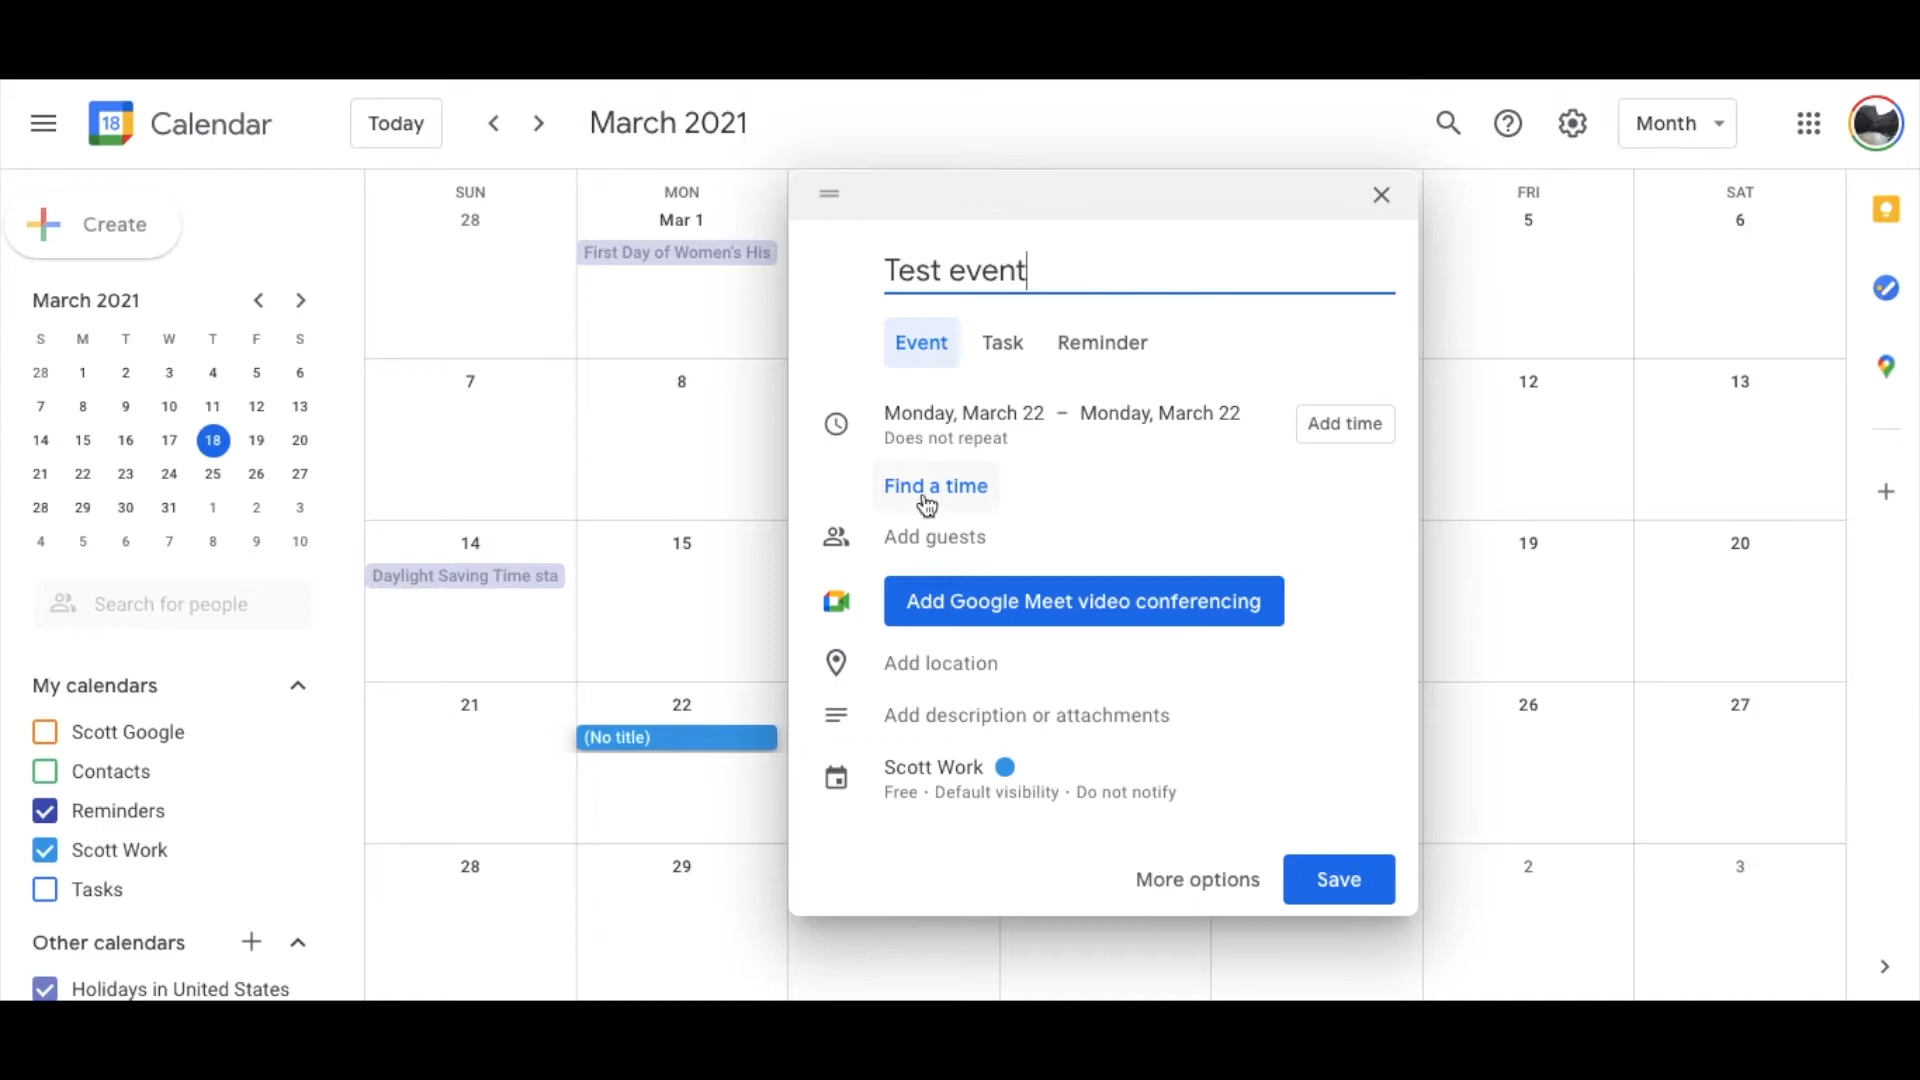 18 Calendar Today March 2021 Month
Create
March 2021
S M T W T F S
28 1 2 3 4 5 6
7 8 9 10 11 12 13
14 15 16 17 18 19 20
21 22 23 24 25 26 27
28 29 30 31 1 2 3
4 5 6 7 8 9 10
Search for people
My calendars
Scott Google
Contacts
Reminders
Scott Work
Tasks
Other calendars
Holidays in United States
SUN MON FRI SAT
28 Mar 1 5 6
First Day of Women's His
7 8 12 13
14 15 19 20
Daylight Saving Time sta
21 22 26 27
(No title)
28 29 2 3
Test event
Event Task Reminder
Monday, March 22 – Monday, March 22 Add time
Does not repeat
Find a time
Add guests
Add Google Meet video conferencing
Add location
Add description or attachments
Scott Work
Free · Default visibility · Do not notify
More options Save